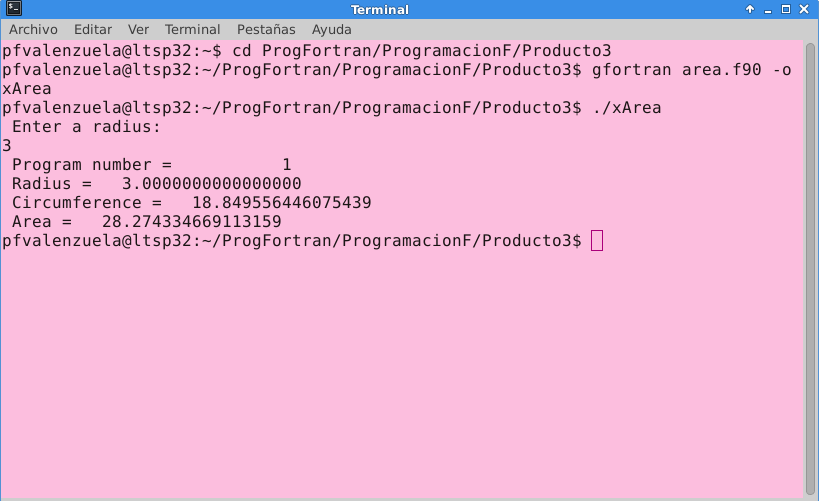 Terminal
Archivo Editar Ver Terminal Pestañas Ayuda
pfvalenzuela@ltsp32:~$ cd ProgFortran/ProgramacionF/Producto3
pfvalenzuela@ltsp32:~/ProgFortran/ProgramacionF/Producto3$ gfortran area.f90 -o
xArea
pfvalenzuela@ltsp32:~/ProgFortran/ProgramacionF/Producto3$ ./xArea
 Enter a radius:
3
 Program number =           1
 Radius =   3.0000000000000000
 Circumference =   18.849556446075439
 Area =   28.274334669113159
pfvalenzuela@ltsp32:~/ProgFortran/ProgramacionF/Producto3$